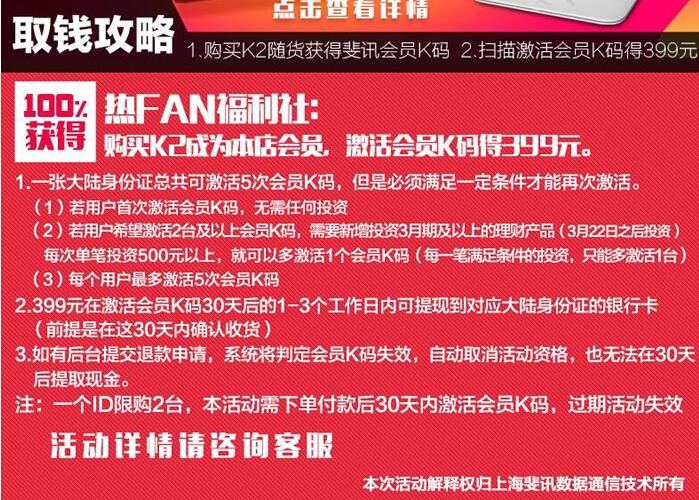 点击查看详情
取钱攻略
1.购买K2随货获得斐讯会员K码 2.扫描激活会员K码得399元
100%
获得
热FAN福利社:
购买K2成为本店会员, 激活会员K码得399元。
1.一张大陆身份证总共可激活5次会员K码,但是必须满足一定条件才能再次激活。
(1)若用户首次激活会员K码,无需任何投资
(2)若用户希望激活2台及以上会员K码,需要新增投资3月期及以上的理财产品(3月22日之后投资)
每次单笔投资500元以上,就可以多激活1个会员K码(每一笔满足条件的投资,只能多激活1台)
(3)每个用户最多激活5次会员K码
2.399元在激活会员K码30天后的1-3个工作日内可提现到对应大陆身份证的银行卡
(前提是在这30天内确认收货)
3.如有后台提交退款申请,系统将判定会员K码失效,自动取消活动资格,也无法在30天
后提取现金。
注:一个ID限购2台,本活动需下单付款后30天内激活会员K码,过期活动失效
活动详情请咨询客服
本次活动解释权归上海斐讯数据通信技术所有